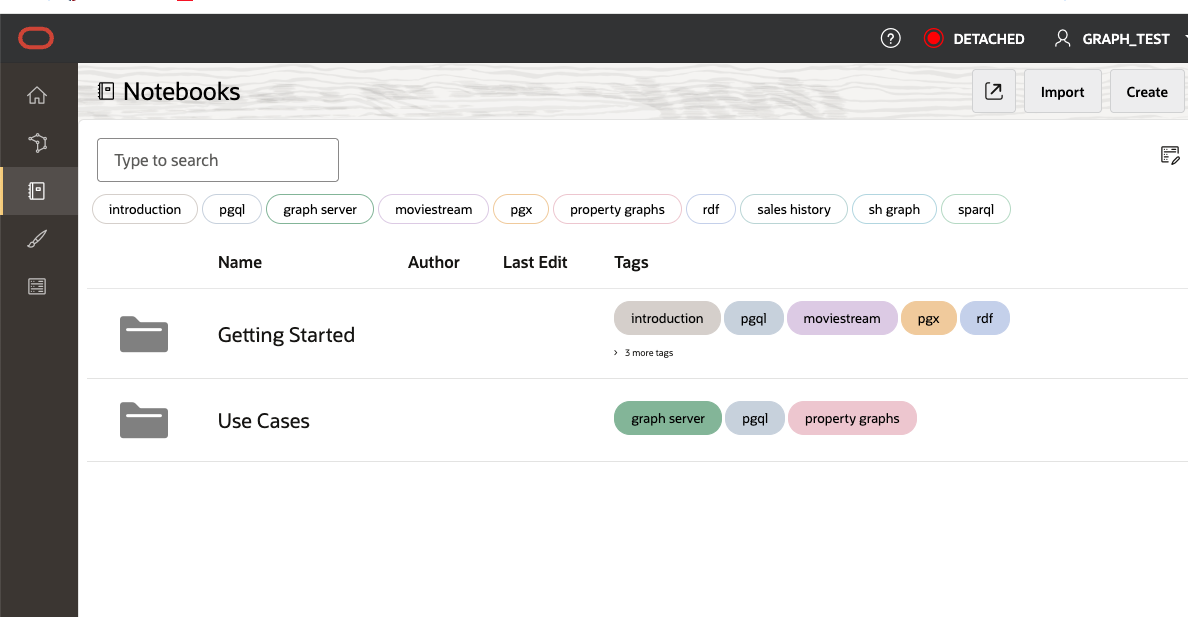 DETACHED GRAPH_TEST
Notebooks Import Create
Type to search
introduction pgql graph server moviestream pgx property graphs rdf sales history sh graph sparql
Name Author Last Edit Tags
Getting Started introduction pgql moviestream pgx rdf
3 more tags
Use Cases graph server pgql property graphs